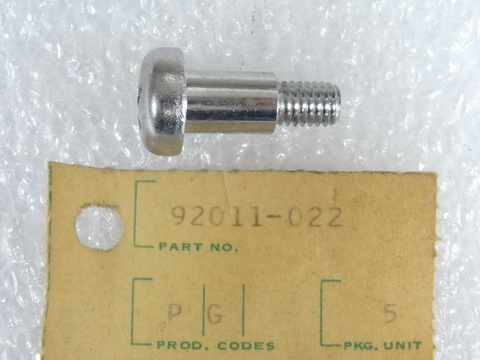 92011-022
PART NO.
P G 5
PROD. CODES PKG. UNIT